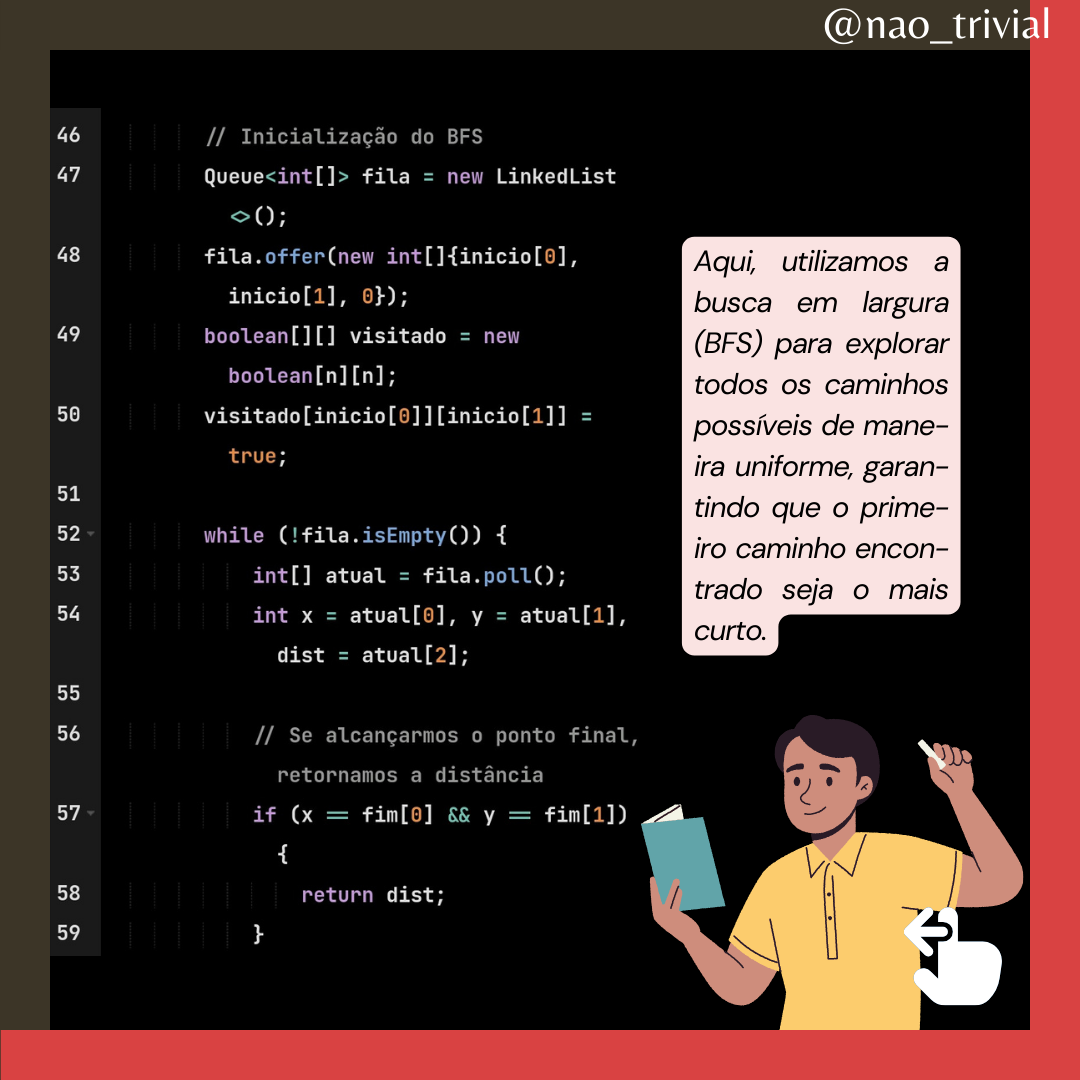 @nao_trivial
46 // Inicialização do BFS
47 Queue<int[]> fila = new LinkedList
<>();
48 fila.offer(new int[]{inicio[0],
inicio[1], 0});
49 boolean[][] visitado = new
boolean[n][n];
50 visitado[inicio[0]][inicio[1]] =
true;
51
52 while (!fila.isEmpty()) {
53 int[] atual = fila.poll();
54 int x = atual[0], y = atual[1],
dist = atual[2];
55
56 // Se alcançarmos o ponto final,
retornamos a distância
57 if (x == fim[0] && y == fim[1])
{
58 return dist;
59 }
Aqui, utilizamos a
busca em largura
(BFS) para explorar
todos os caminhos
possíveis de mane-
ira uniforme, garan-
tindo que o prime-
iro caminho encon-
trado seja o mais
curto.